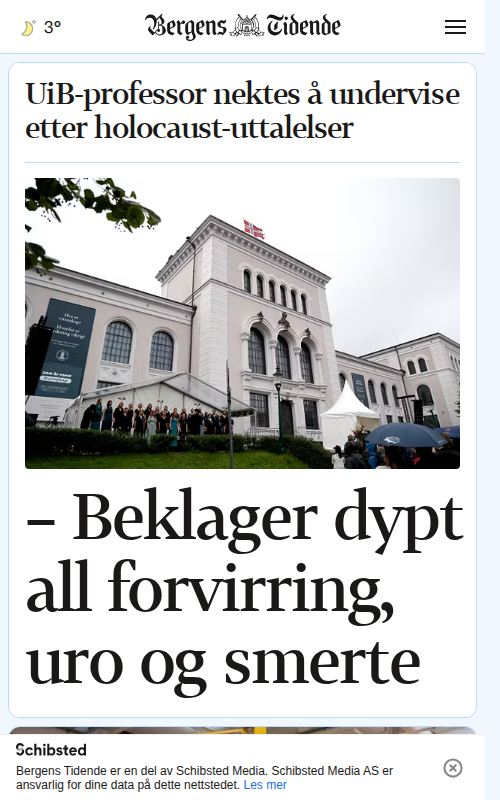 3°
Bergens Tidende
UiB-professor nektes å undervise
etter holocaust-uttalelser
– Beklager dypt
all forvirring,
uro og smerte
Schibsted
Bergens Tidende er en del av Schibsted Media. Schibsted Media AS er
ansvarlig for dine data på dette nettstedet. Les mer